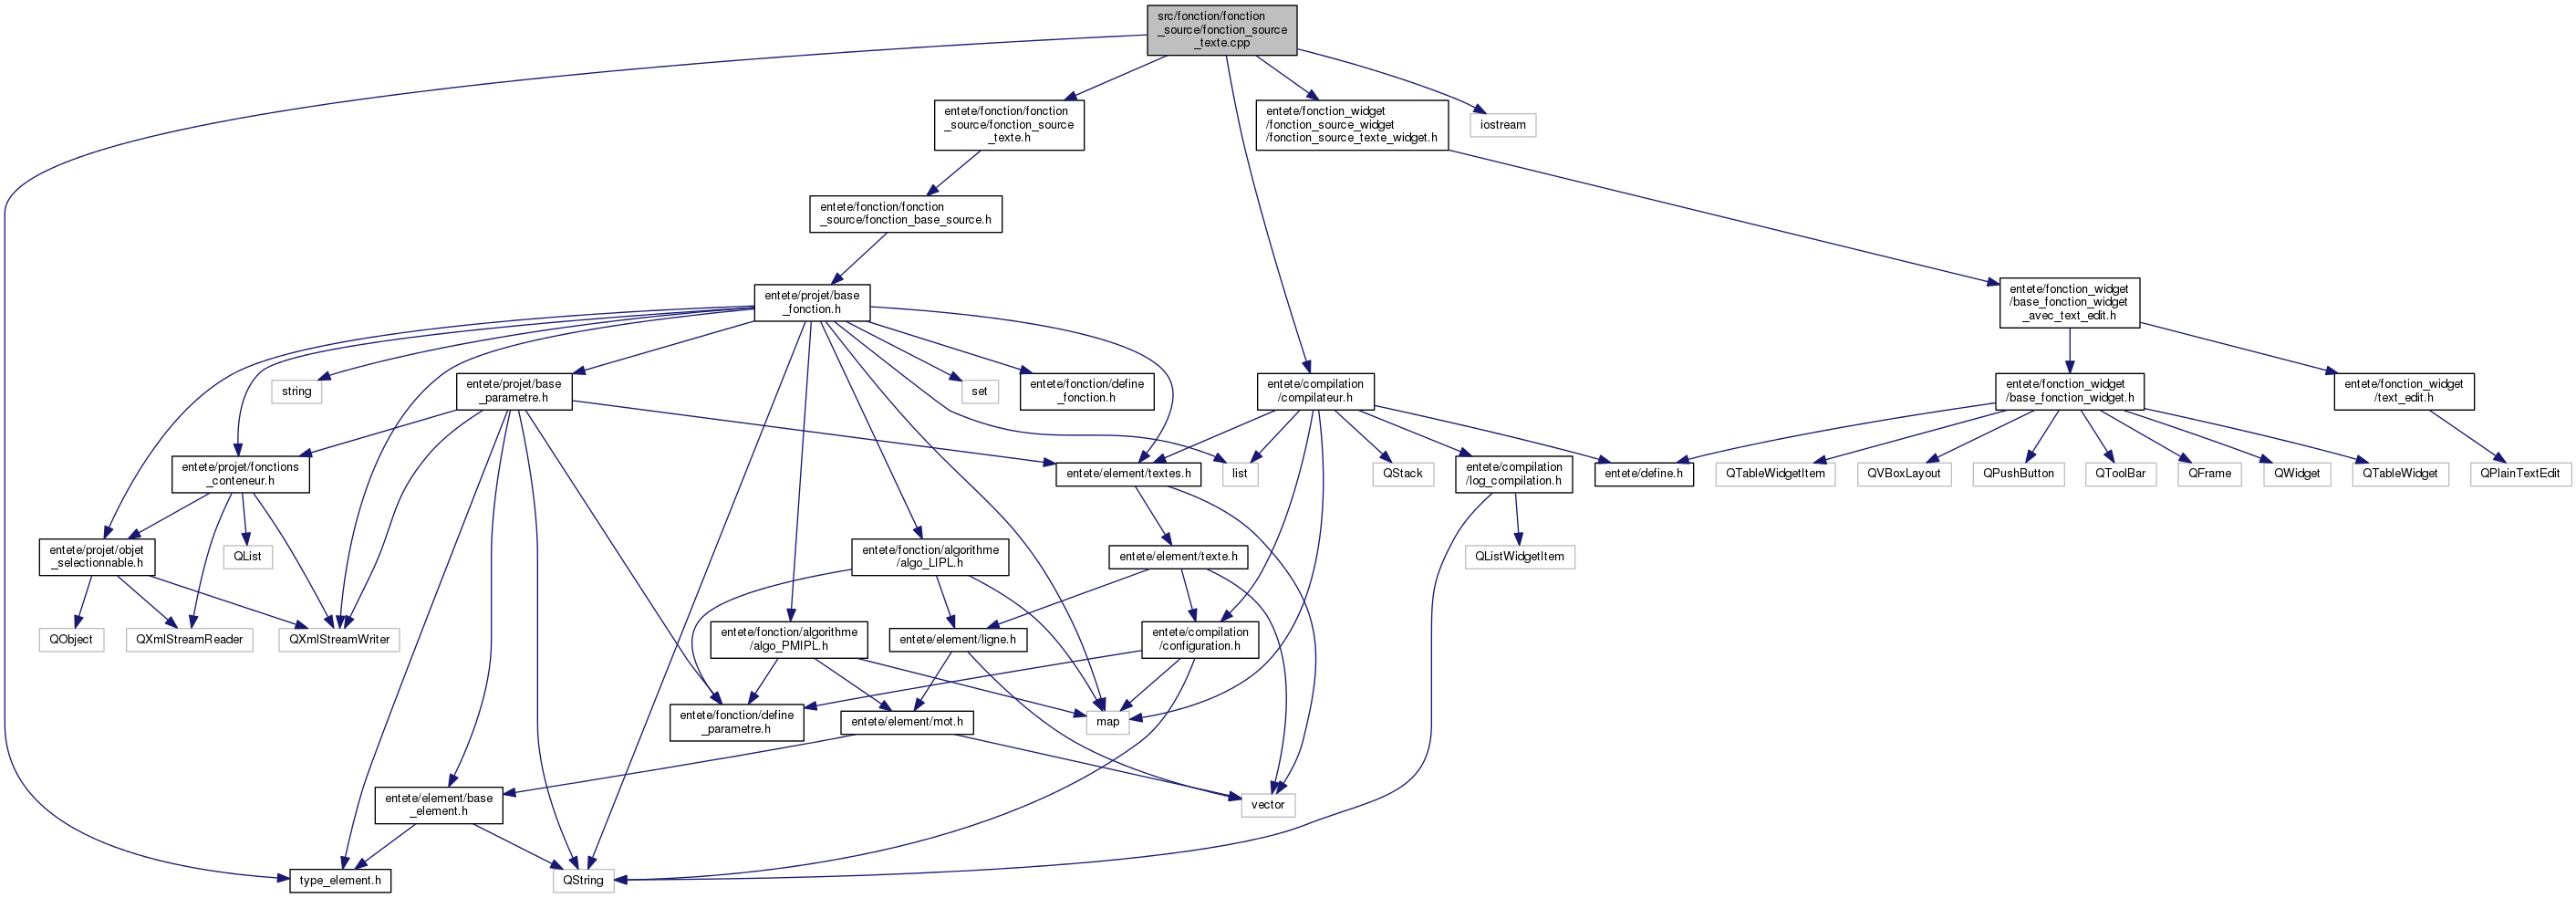 src/fonction/fonction
_source/fonction_source
_texte.cpp
entete/fonction/fonction
_source/fonction_source
_texte.h
entete/fonction_widget
/fonction_source_widget
/fonction_source_texte_widget.h
iostream
entete/fonction/fonction
_source/fonction_base_source.h
entete/projet/base
_fonction.h
entete/fonction_widget
/base_fonction_widget
_avec_text_edit.h
string
entete/projet/base
_parametre.h
set
entete/fonction/define
_fonction.h
entete/compilation
/compilateur.h
entete/fonction_widget
/base_fonction_widget.h
entete/fonction_widget
/text_edit.h
entete/projet/fonctions
_conteneur.h
entete/element/textes.h
list
QStack
entete/compilation
/log_compilation.h
entete/define.h
QTableWidgetItem
QVBoxLayout
QPushButton
QToolBar
QFrame
QWidget
QTableWidget
QPlainTextEdit
entete/projet/objet
_selectionnable.h
QList
entete/fonction/algorithme
/algo_LIPL.h
entete/element/texte.h
QListWidgetItem
QObject
QXmlStreamReader
QXmlStreamWriter
entete/fonction/algorithme
/algo_PMIPL.h
entete/element/ligne.h
entete/compilation
/configuration.h
entete/fonction/define
_parametre.h
entete/element/mot.h
map
entete/element/base
_element.h
vector
type_element.h
QString